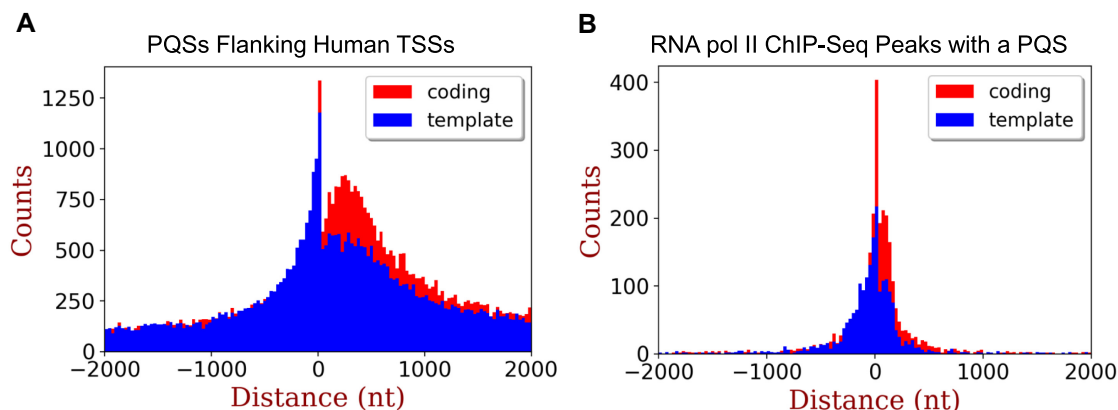 A
PQSs Flanking Human TSSs
1250
1000
750
500
250
0
Counts
coding
template
−2000
−1000
0
1000
2000
Distance (nt)
B
RNA pol II ChIP-Seq Peaks with a PQS
400
300
200
100
0
Counts
coding
template
−2000
−1000
0
1000
2000
Distance (nt)